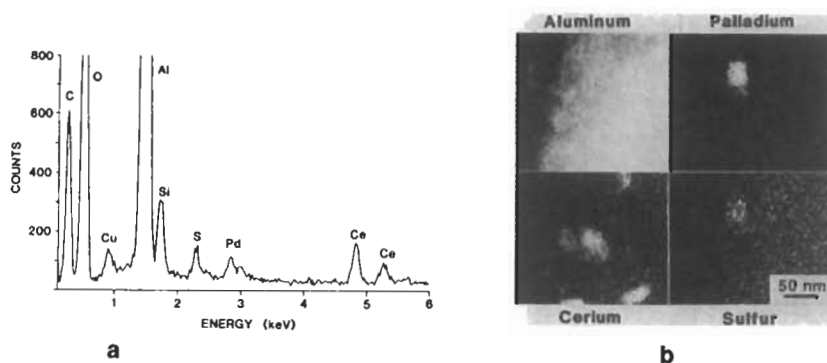 800
600
400
200
COUNTS
C
O
Cu
Al
Si
S
Pd
Ce
Ce
1 2 3 4 5 6
ENERGY (keV)
a
Aluminum Palladium
50 nm
Cerium Sulfur
b